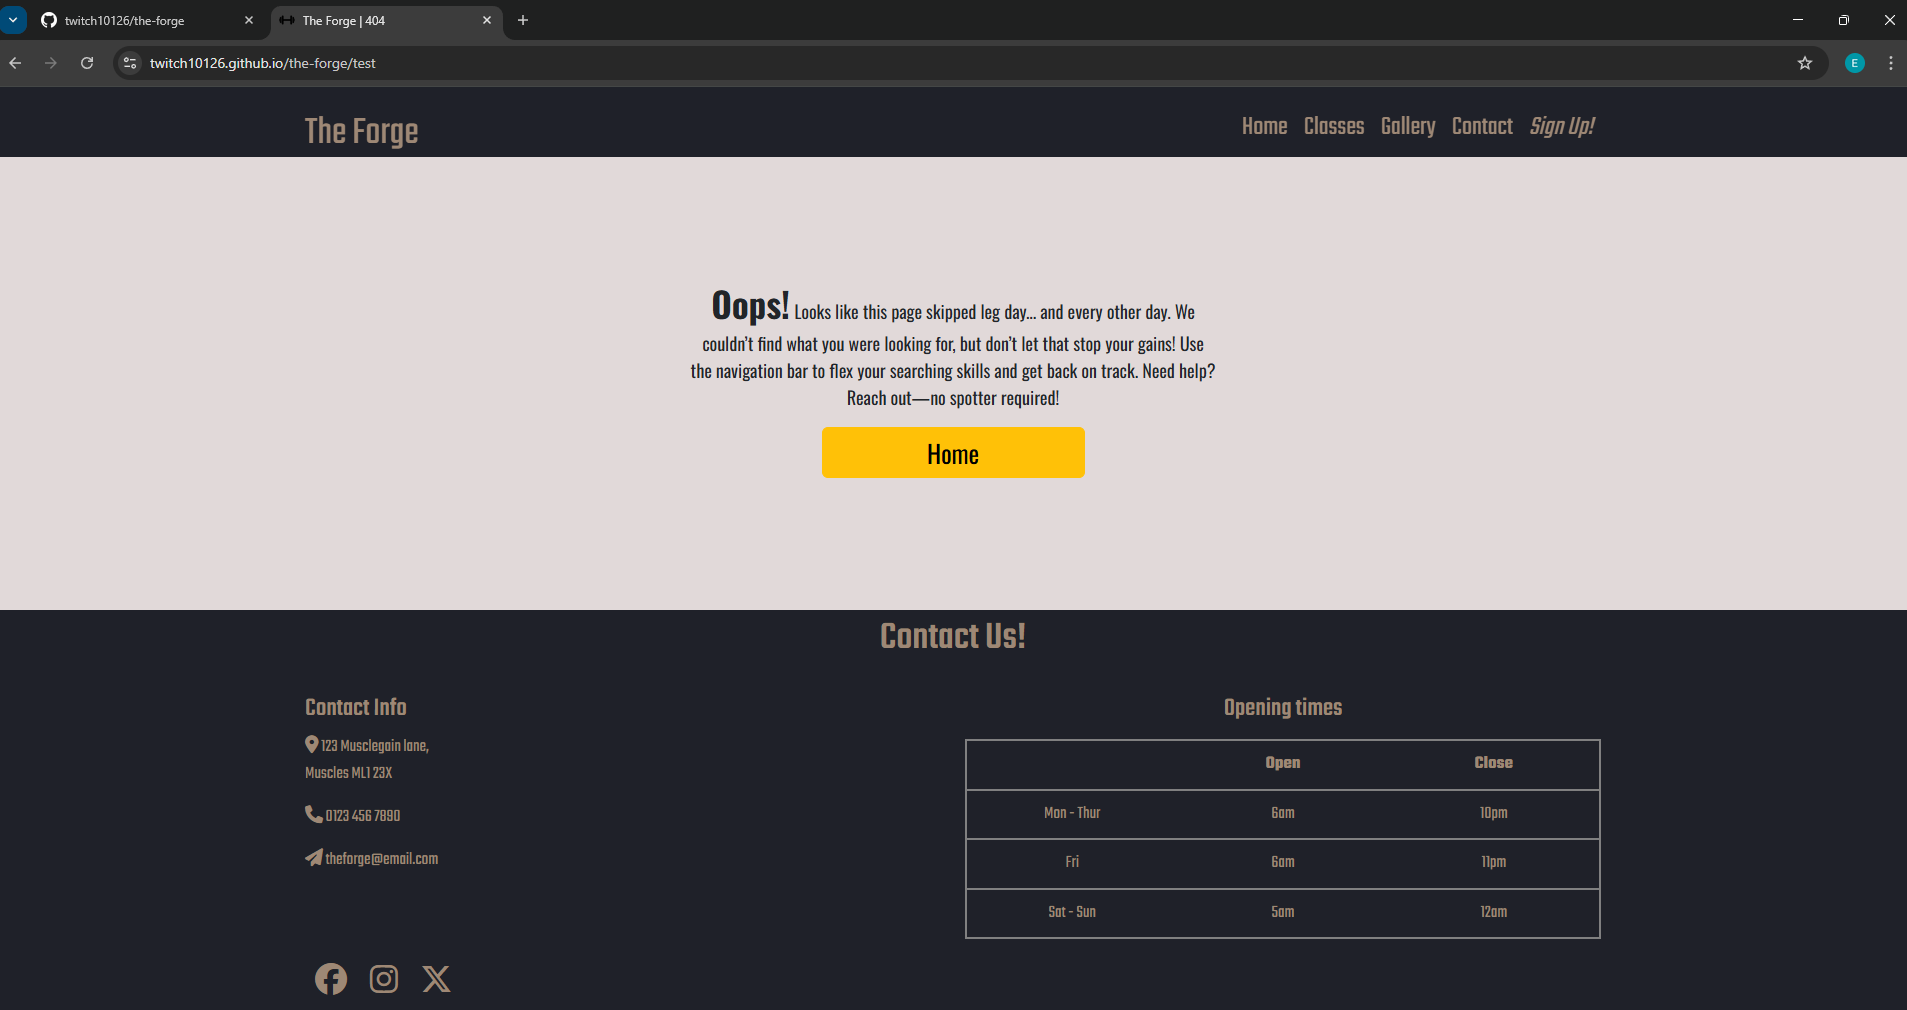 twitch10126/the-forge
The Forge | 404
twitch10126.github.io/the-forge/test
E
The Forge
Home Classes Gallery Contact Sign Up!
Oops! Looks like this page skipped leg day... and every other day. We
couldn’t find what you were looking for, but don’t let that stop your gains! Use
the navigation bar to flex your searching skills and get back on track. Need help?
Reach out—no spotter required!
Home
Contact Us!
Contact Info
123 Musclegain lane,
Muscles ML1 23X
0123 456 7890
theforge@email.com
Opening times
Open Close
Mon - Thur 6am 10pm
Fri 6am 11pm
Sat - Sun 5am 12am